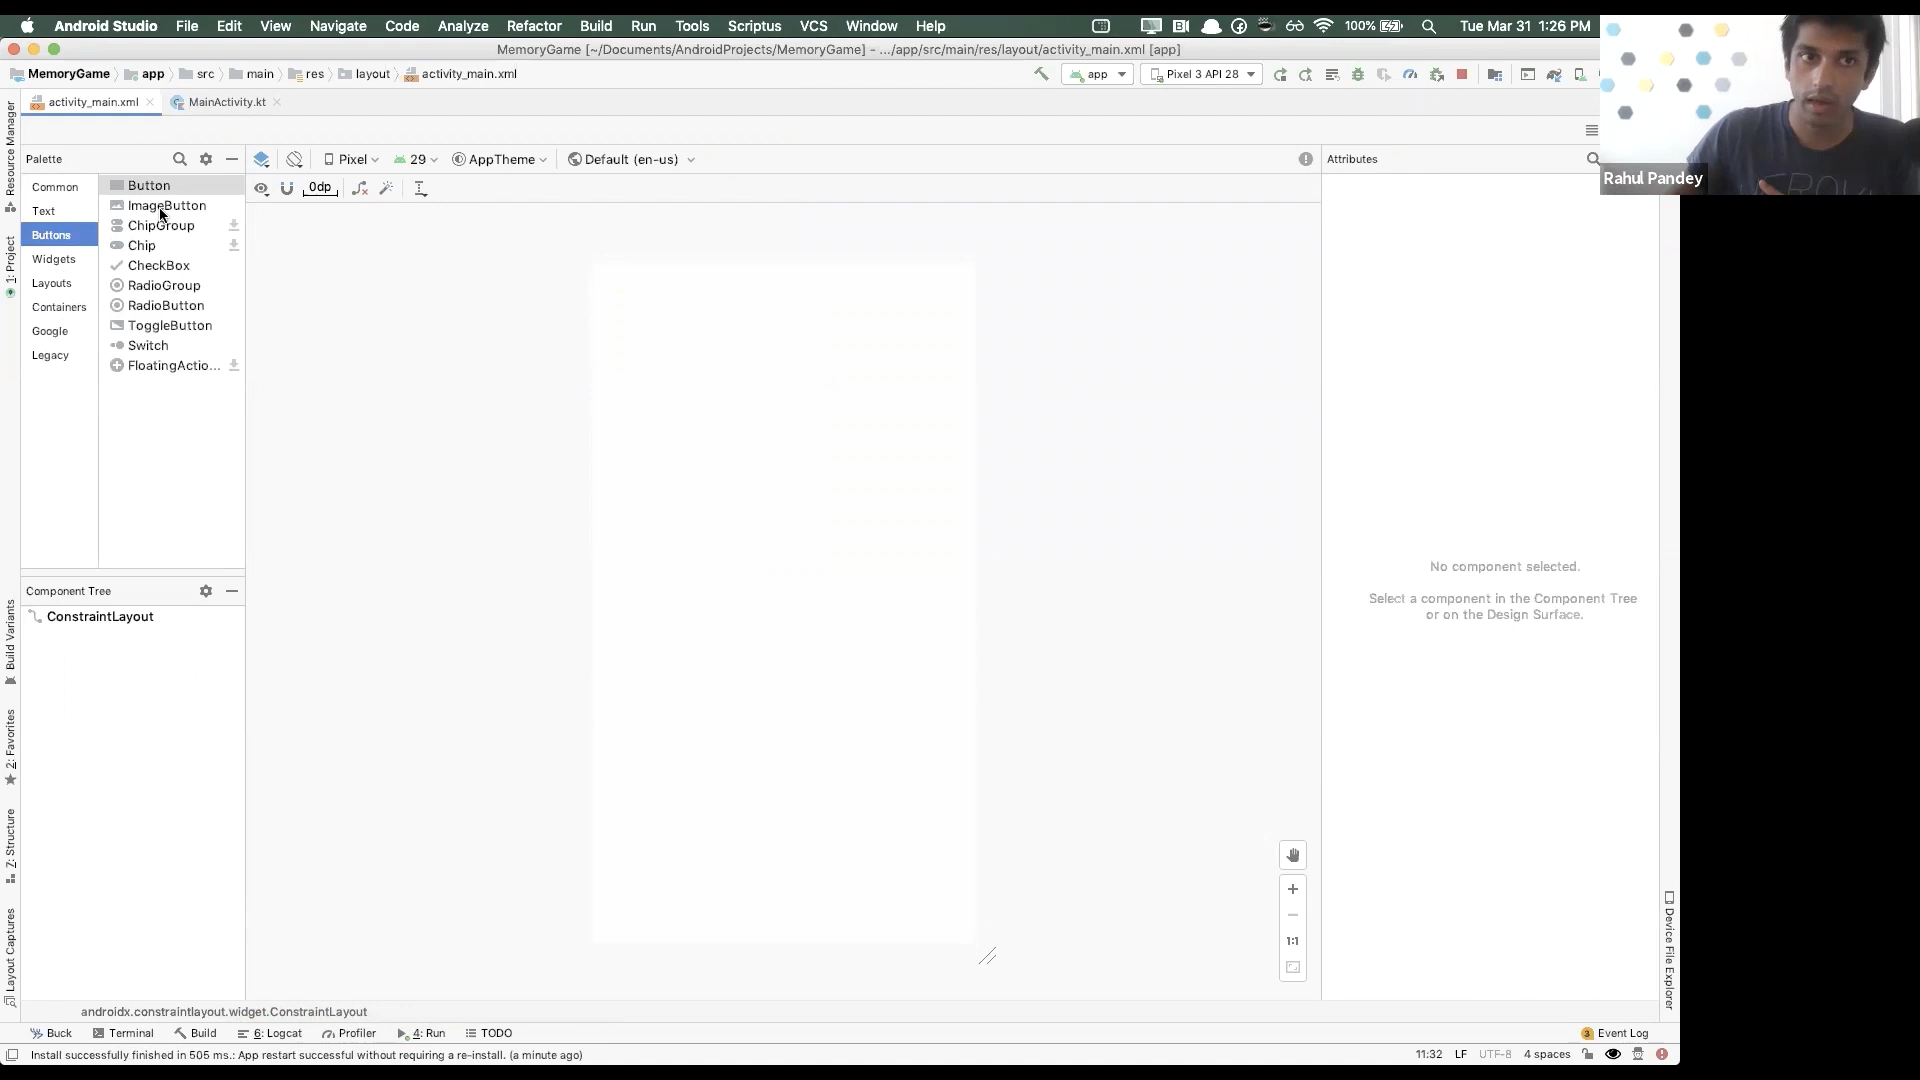 Android Studio File Edit View Navigate Code Analyze Refactor Build Run Tools Scriptus VCS Window Help 100% Tue Mar 31 1:26 PM
MemoryGame [~/Documents/AndroidProjects/MemoryGame] - .../app/src/main/res/layout/activity_main.xml [app]
MemoryGame app src main res layout activity_main.xml app Pixel 3 API 28
activity_main.xml MainActivity.kt
Palette Pixel 29 AppTheme Default (en-us) Attributes
Rahul Pandey
0dp
Common
Text
Buttons
Widgets
Layouts
Containers
Google
Legacy
Button
ImageButton
ChipGroup
Chip
CheckBox
RadioGroup
RadioButton
ToggleButton
Switch
FloatingActio...
Resource Manager
1: Project
Build Variants
2: Favorites
7: Structure
Layout Captures
Component Tree
ConstraintLayout
No component selected.
Select a component in the Component Tree
or on the Design Surface.
1:1
Device File Explorer
androidx.constraintlayout.widget.ConstraintLayout
Buck Terminal Build 6: Logcat Profiler 4: Run TODO 3 Event Log
Install successfully finished in 505 ms.: App restart successful without requiring a re-install. (a minute ago) 11:32 LF UTF-8 4 spaces